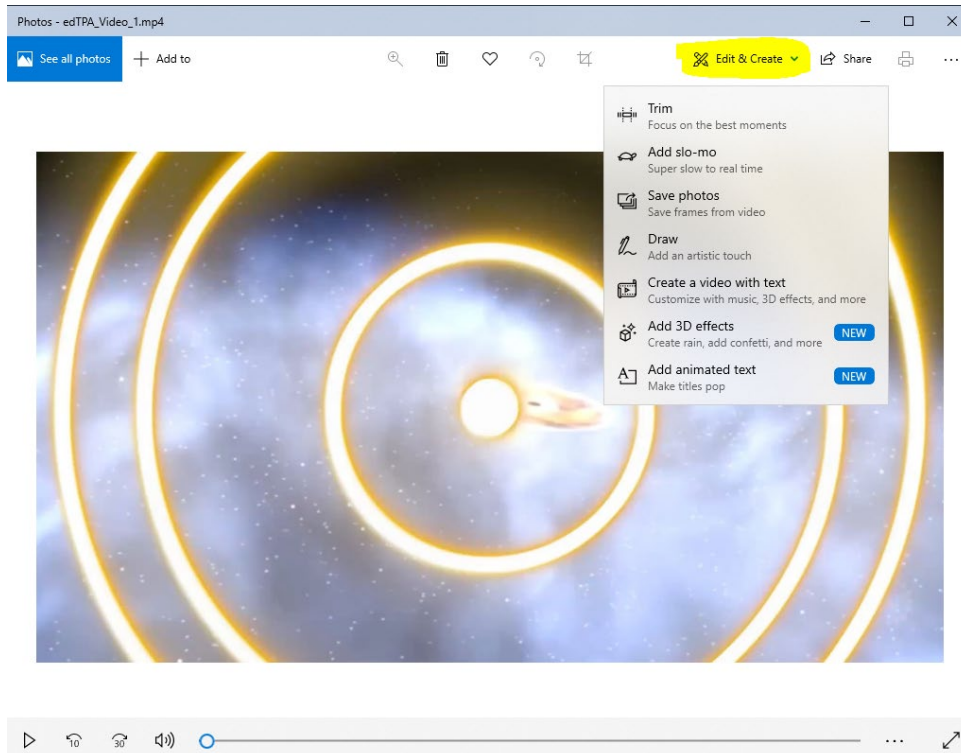 Photos - edTPA_Video_1.mp4
See all photos
Add to
Edit & Create
Share
Trim
Focus on the best moments
Add slo-mo
Super slow to real time
Save photos
Save frames from video
Draw
Add an artistic touch
Create a video with text
Customize with music, 3D effects, and more
Add 3D effects
Create rain, add confetti, and more
NEW
Add animated text
Make titles pop
NEW
10
30